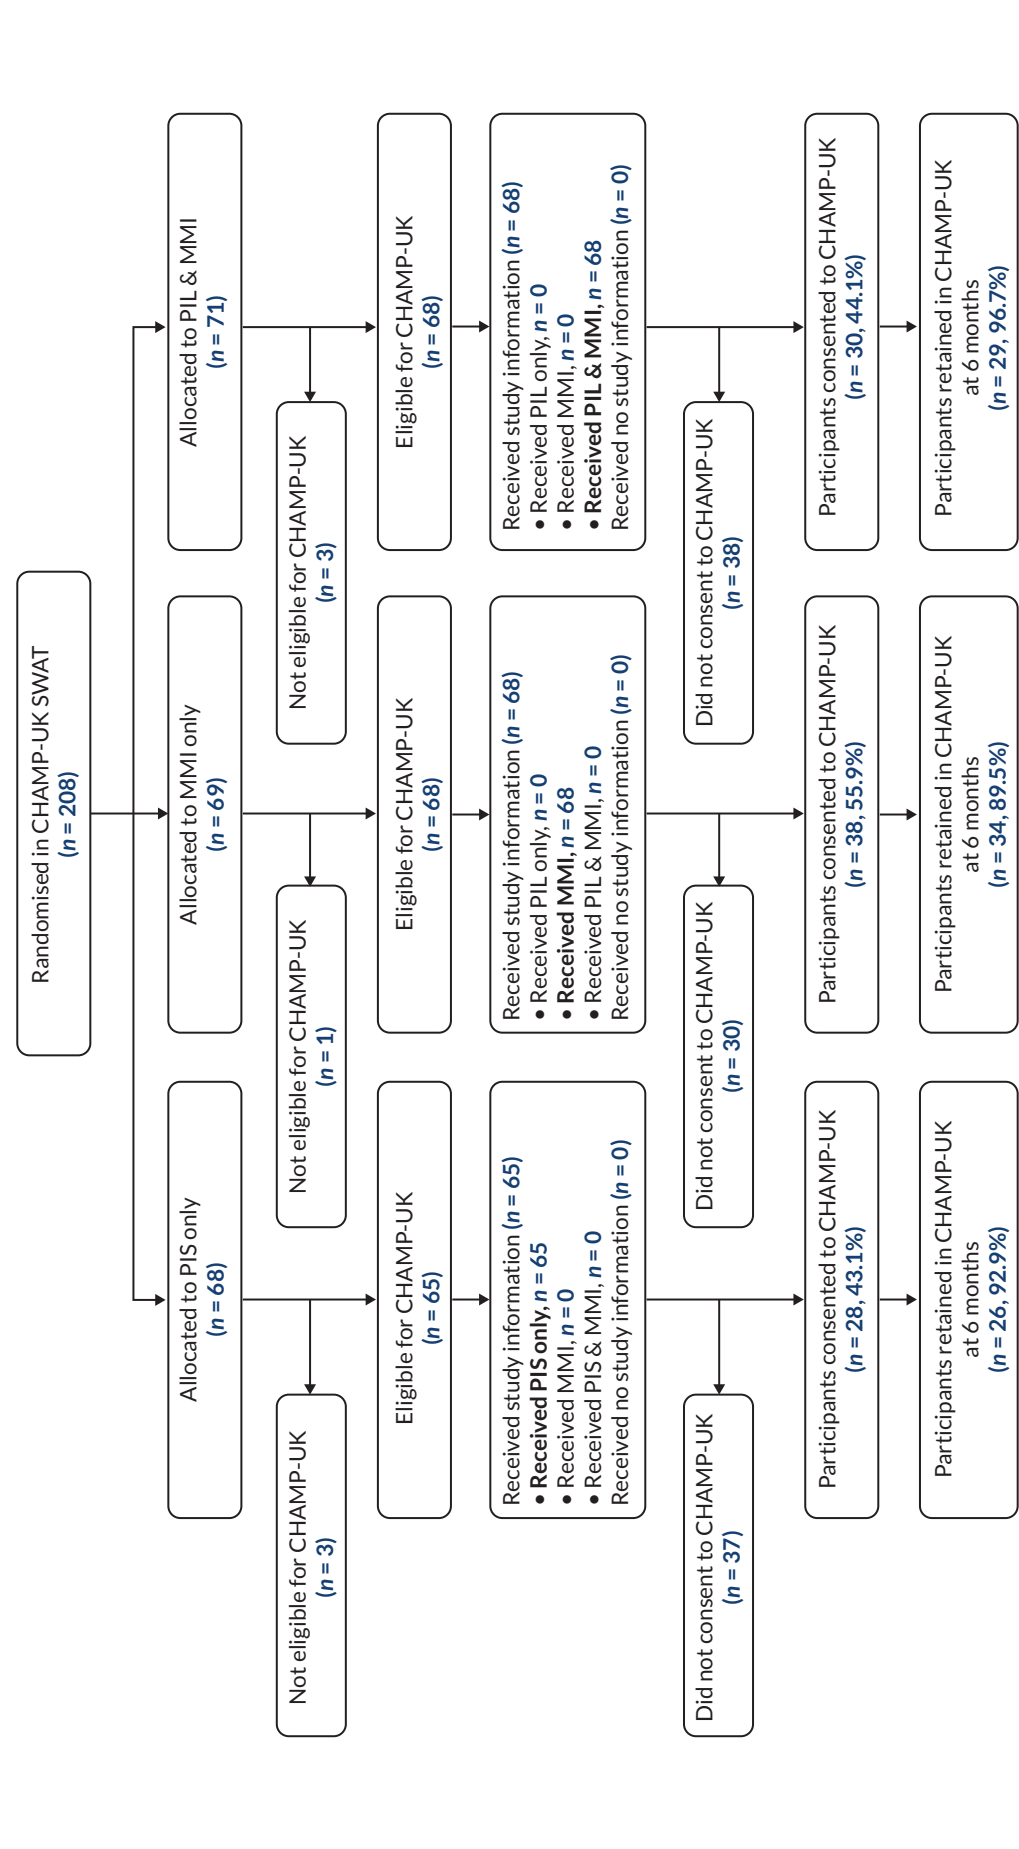 Randomised in CHAMP-UK SWAT
(n = 208)
Allocated to PIS only
(n = 68)
Allocated to MMI only
(n = 69)
Allocated to PIL & MMI
(n = 71)
Not eligible for CHAMP-UK
(n = 3)
Not eligible for CHAMP-UK
(n = 1)
Not eligible for CHAMP-UK
(n = 3)
Eligible for CHAMP-UK
(n = 65)
Eligible for CHAMP-UK
(n = 68)
Eligible for CHAMP-UK
(n = 68)
Received study information (n = 65)
• Received PIS only, n = 65
• Received MMI, n = 0
• Received PIS & MMI, n = 0
Received no study information (n = 0)
Received study information (n = 68)
• Received PIL only, n = 0
• Received MMI, n = 68
• Received PIL & MMI, n = 0
Received no study information (n = 0)
Received study information (n = 68)
• Received PIL only, n = 0
• Received MMI, n = 0
• Received PIL & MMI, n = 68
Received no study information (n = 0)
Did not consent to CHAMP-UK
(n = 37)
Did not consent to CHAMP-UK
(n = 30)
Did not consent to CHAMP-UK
(n = 38)
Participants consented to CHAMP-UK
(n = 28, 43.1%)
Participants consented to CHAMP-UK
(n = 38, 55.9%)
Participants consented to CHAMP-UK
(n = 30, 44.1%)
Participants retained in CHAMP-UK
at 6 months
(n = 26, 92.9%)
Participants retained in CHAMP-UK
at 6 months
(n = 34, 89.5%)
Participants retained in CHAMP-UK
at 6 months
(n = 29, 96.7%)